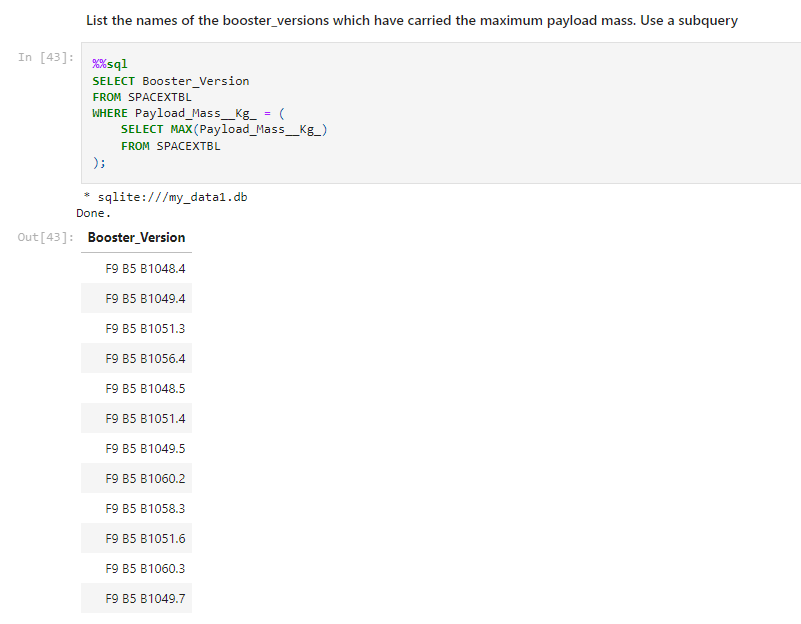 List the names of the booster_versions which have carried the maximum payload mass. Use a subquery
In [43]:
%%sql
SELECT Booster_Version
FROM SPACEXTBL
WHERE Payload_Mass__Kg_ = (
    SELECT MAX(Payload_Mass__Kg_)
    FROM SPACEXTBL
);
* sqlite:///my_data1.db
Done.
Out[43]:
Booster_Version
F9 B5 B1048.4
F9 B5 B1049.4
F9 B5 B1051.3
F9 B5 B1056.4
F9 B5 B1048.5
F9 B5 B1051.4
F9 B5 B1049.5
F9 B5 B1060.2
F9 B5 B1058.3
F9 B5 B1051.6
F9 B5 B1060.3
F9 B5 B1049.7